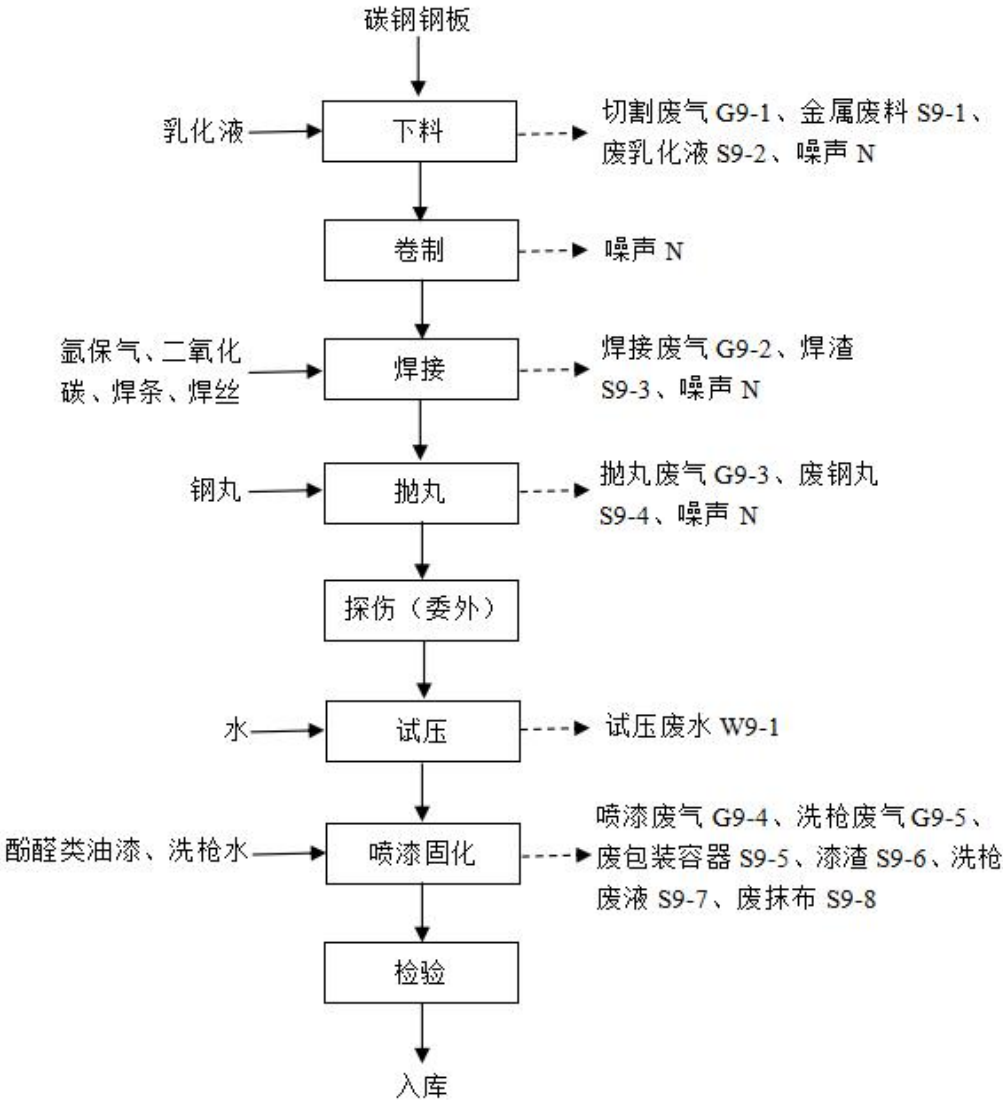 碳钢钢板
乳化液
下料
切割废气 G9-1、金属废料 S9-1、
废乳化液 S9-2、噪声 N
卷制
噪声 N
氩保气、二氧化
碳、焊条、焊丝
焊接
焊接废气 G9-2、焊渣
S9-3、噪声 N
钢丸
抛丸
抛丸废气 G9-3、废钢丸
S9-4、噪声 N
探伤（委外）
水
试压
试压废水 W9-1
酚醛类油漆、洗枪水
喷漆固化
喷漆废气 G9-4、洗枪废气 G9-5、
废包装容器 S9-5、漆渣 S9-6、洗枪
废液 S9-7、废抹布 S9-8
检验
入库